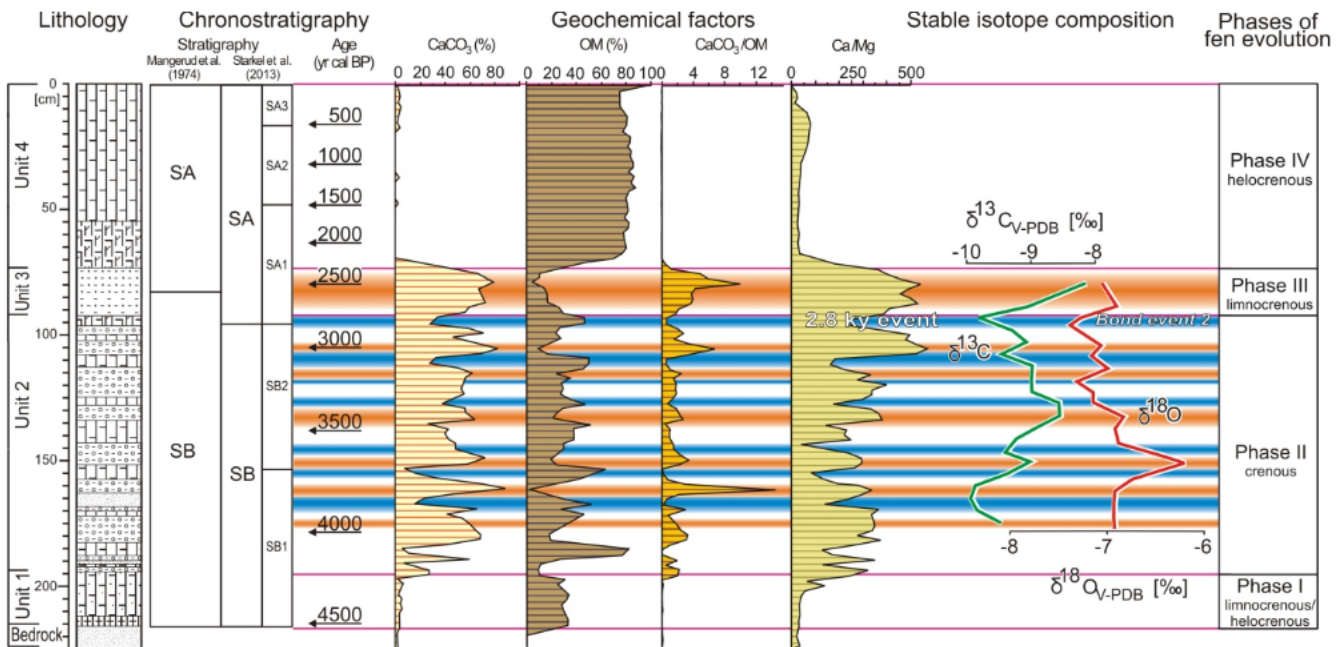 Lithology
Chronostratigraphy
Geochemical factors
Stable isotope composition
Phases of
fen evolution
Stratigraphy
Mangerud et al.
(1974)
Starkel et al.
(2013)
Age
(yr cal BP)
CaCO3 (%)
OM (%)
CaCO3/OM
Ca/Mg
0 20 40 60 80
0 20 40 60 80 100
0 4 8 12
0 250 500
0
[cm]
50
100
150
200
Unit 4
Unit 3
Unit 2
Unit 1
Bedrock
SA
SB
SA
SB
SA3
SA2
SA1
SB2
SB1
500
1000
1500
2000
2500
3000
3500
4000
4500
δ13C V-PDB [‰]
-10 -9 -8
2.8 ky event
Bond event 2
δ13C
δ18O
-8 -7 -6
δ18O V-PDB [‰]
Phase IV
helocrenous
Phase III
limnocrenous
Phase II
crenous
Phase I
limnocrenous/
helocrenous